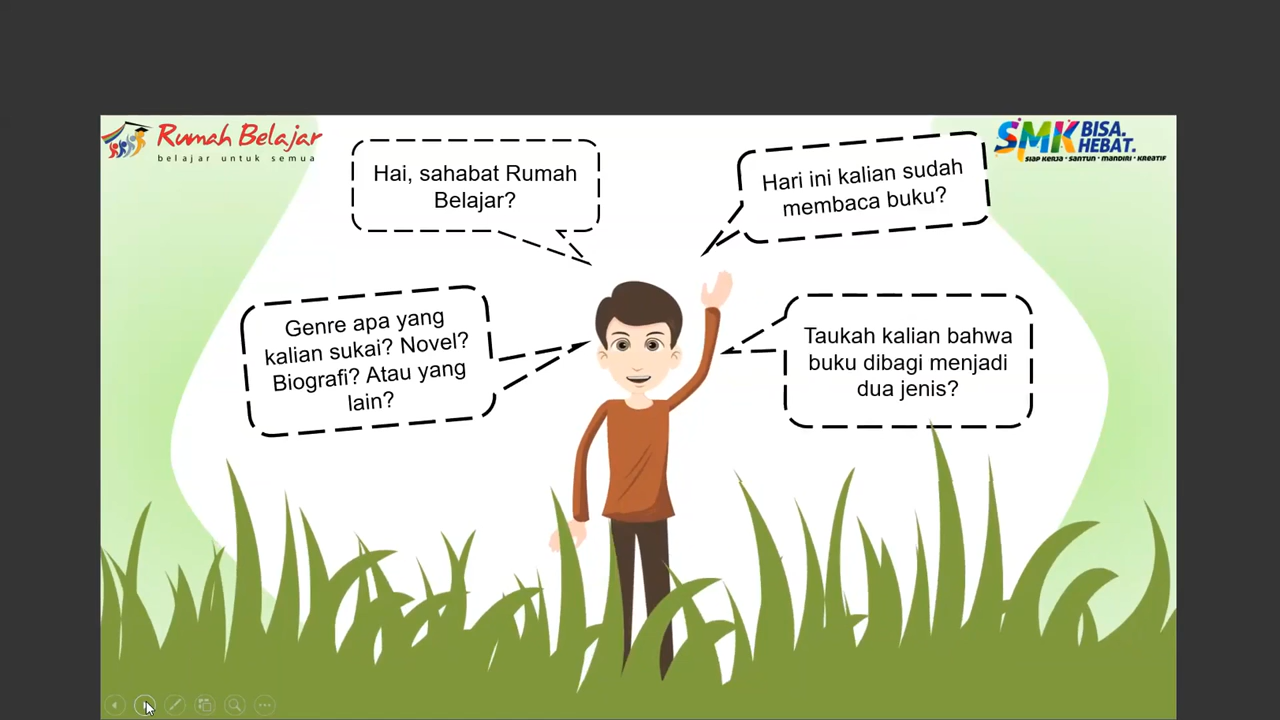 Rumah Belajar
belajar untuk semua
SMK BISA.
HEBAT.
SIAP KERJA • SANTUN • MANDIRI • KREATIF
Hai, sahabat Rumah
Belajar?
Hari ini kalian sudah
membaca buku?
Genre apa yang
kalian sukai? Novel?
Biografi? Atau yang
lain?
Taukah kalian bahwa
buku dibagi menjadi
dua jenis?